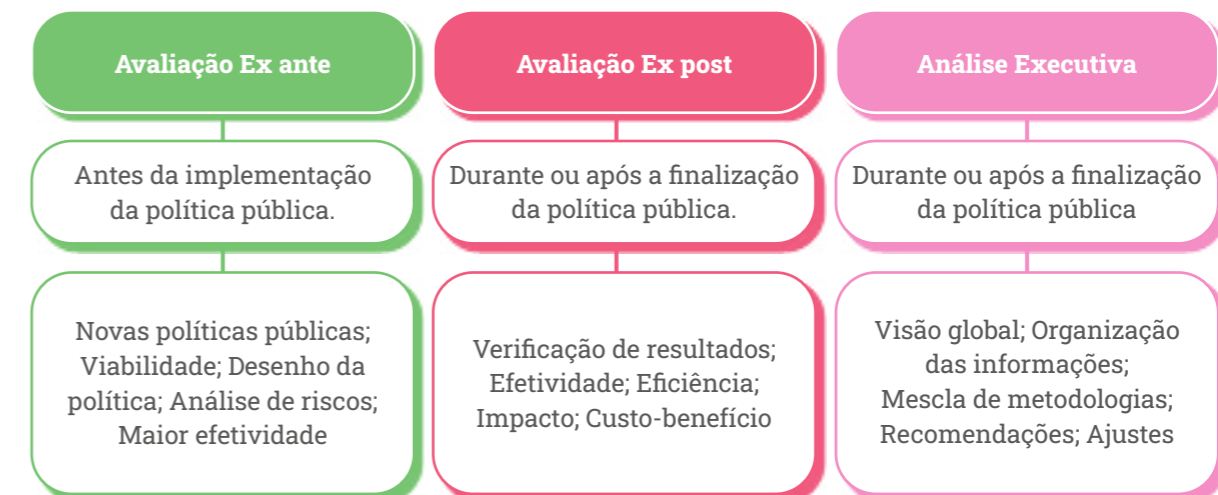 Avaliação Ex ante
Antes da implementação
da política pública.
Novas políticas públicas;
Viabilidade; Desenho da
política; Análise de riscos;
Maior efetividade
Avaliação Ex post
Durante ou após a finalização
da política pública.
Verificação de resultados;
Efetividade; Eficiência;
Impacto; Custo-benefício
Análise Executiva
Durante ou após a finalização
da política pública
Visão global; Organização
das informações;
Mescla de metodologias;
Recomendações; Ajustes